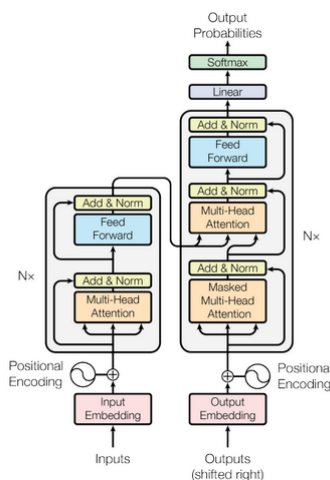 Output
Probabilities
Softmax
Linear
Add & Norm
Feed
Forward
Add & Norm
Multi-Head
Attention
Add & Norm
Masked
Multi-Head
Attention
N×
Add & Norm
Feed
Forward
Add & Norm
Multi-Head
Attention
N×
Positional
Encoding
Positional
Encoding
Input
Embedding
Output
Embedding
Inputs
Outputs
(shifted right)